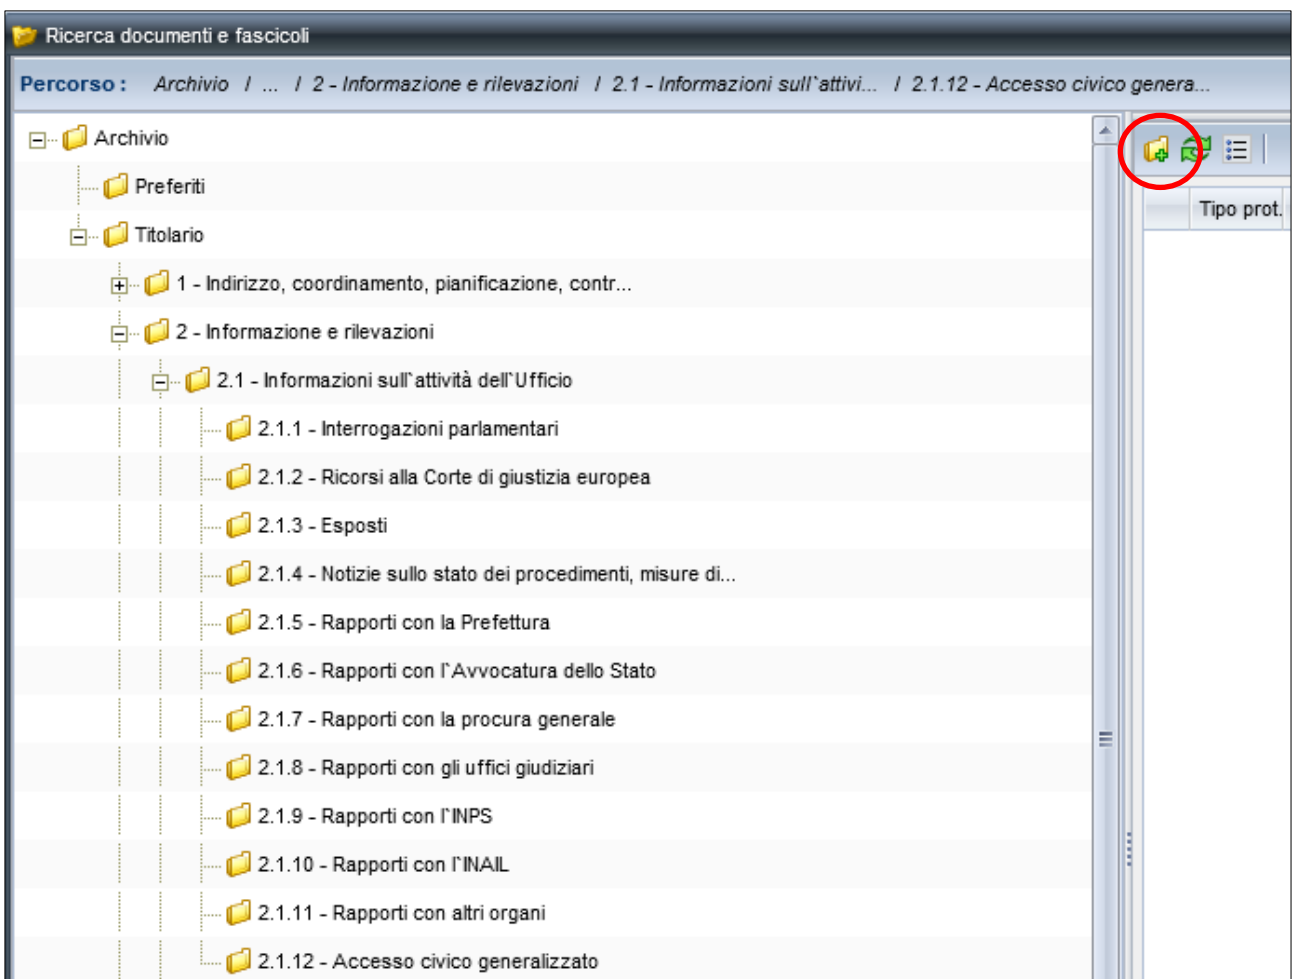 Ricerca documenti e fascicoli
Percorso : Archivio / ... / 2 - Informazione e rilevazioni / 2.1 - Informazioni sull`attivi... / 2.1.12 - Accesso civico genera...
Archivio
Preferiti
Tipo prot.
Titolario
1 - Indirizzo, coordinamento, pianificazione, contr...
2 - Informazione e rilevazioni
2.1 - Informazioni sull`attività dell`Ufficio
2.1.1 - Interrogazioni parlamentari
2.1.2 - Ricorsi alla Corte di giustizia europea
2.1.3 - Esposti
2.1.4 - Notizie sullo stato dei procedimenti, misure di...
2.1.5 - Rapporti con la Prefettura
2.1.6 - Rapporti con l`Avvocatura dello Stato
2.1.7 - Rapporti con la procura generale
2.1.8 - Rapporti con gli uffici giudiziari
2.1.9 - Rapporti con l`INPS
2.1.10 - Rapporti con l`INAIL
2.1.11 - Rapporti con altri organi
2.1.12 - Accesso civico generalizzato